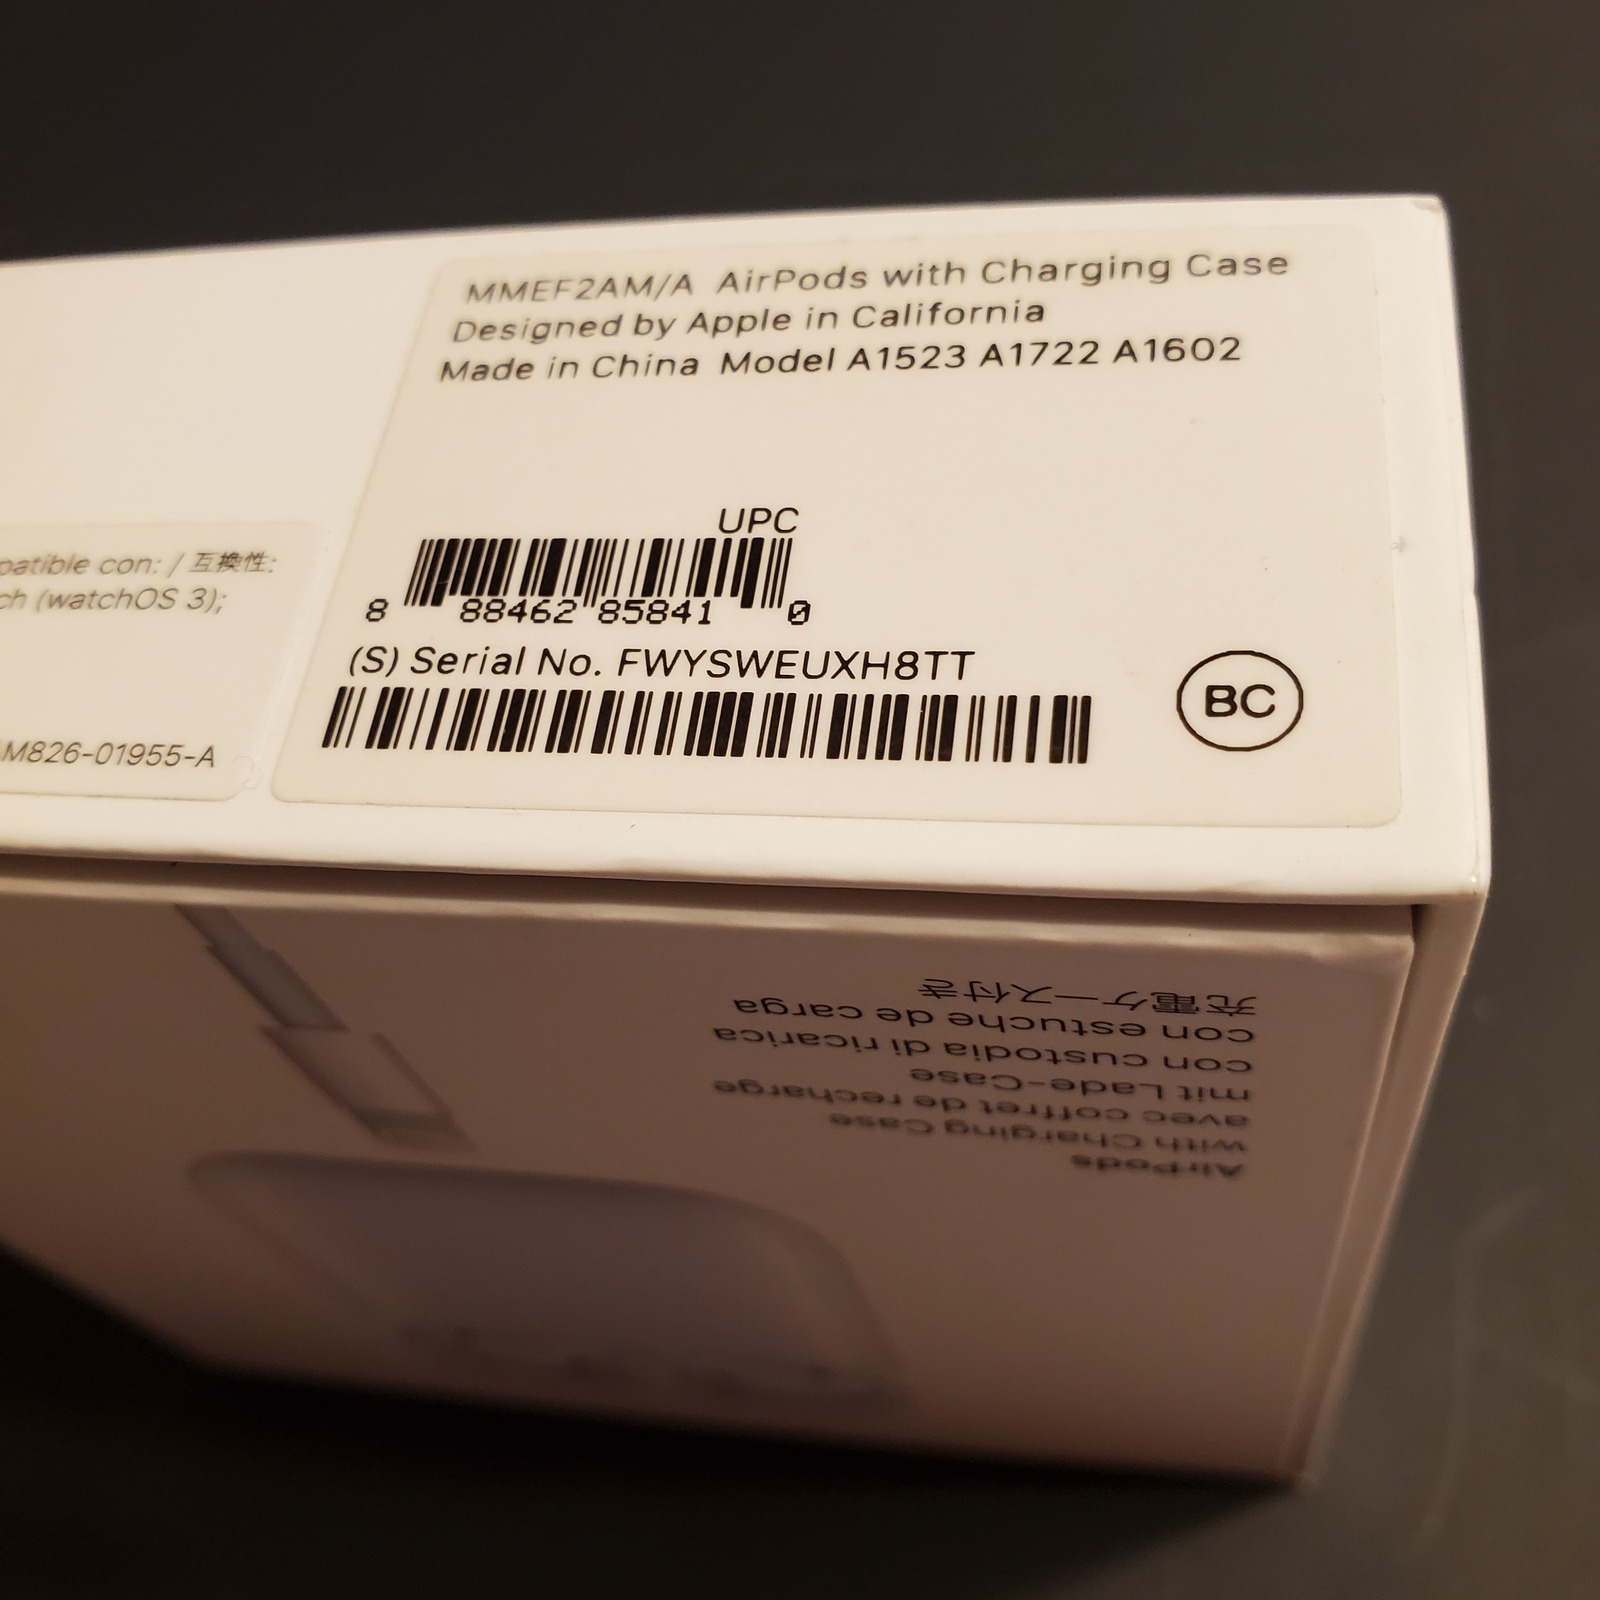 MMEF2AM/A AirPods with Charging Case
Designed by Apple in California
Made in China Model A1523 A1722 A1602
UPC
8 88462 85841 0
(S) Serial No. FWYSWEUXH8TT
BC
con: / 互換性:
(watchOS 3);
826-01955-A
AirPods
with Charging Case
avec coffret de recharge
mit Lade-Case
con custodia di ricarica
con estuche de carga
充電ケース付き